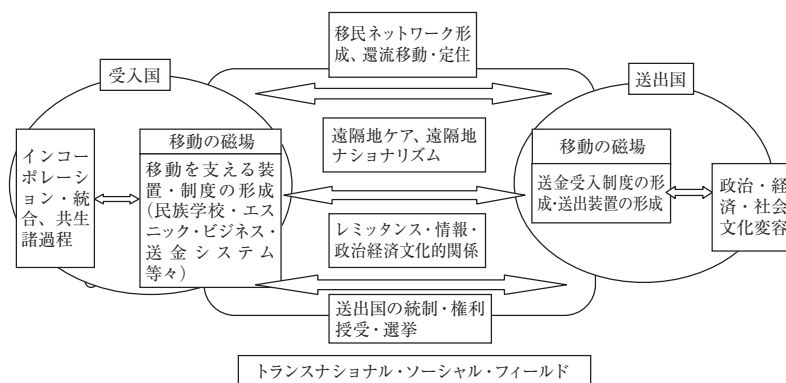 移民ネットワーク形
成、還流移動・定住
受入国
送出国
移動の磁場
移動を支える装
置・制度の形成
(民族学校・エス
ニック・ビジネス・
送金システム
等々)
インコー
ポレーシ
ョン・統
合、共生
諸過程
遠隔地ケア、遠隔地
ナショナリズム
移動の磁場
送金受入制度の形
成・送出装置の形成
政治・経
済・社会
文化変容
レミッタンス・情報・
政治経済文化的関係
送出国の統制・権利
授受・選挙
トランスナショナル・ソーシャル・フィールド